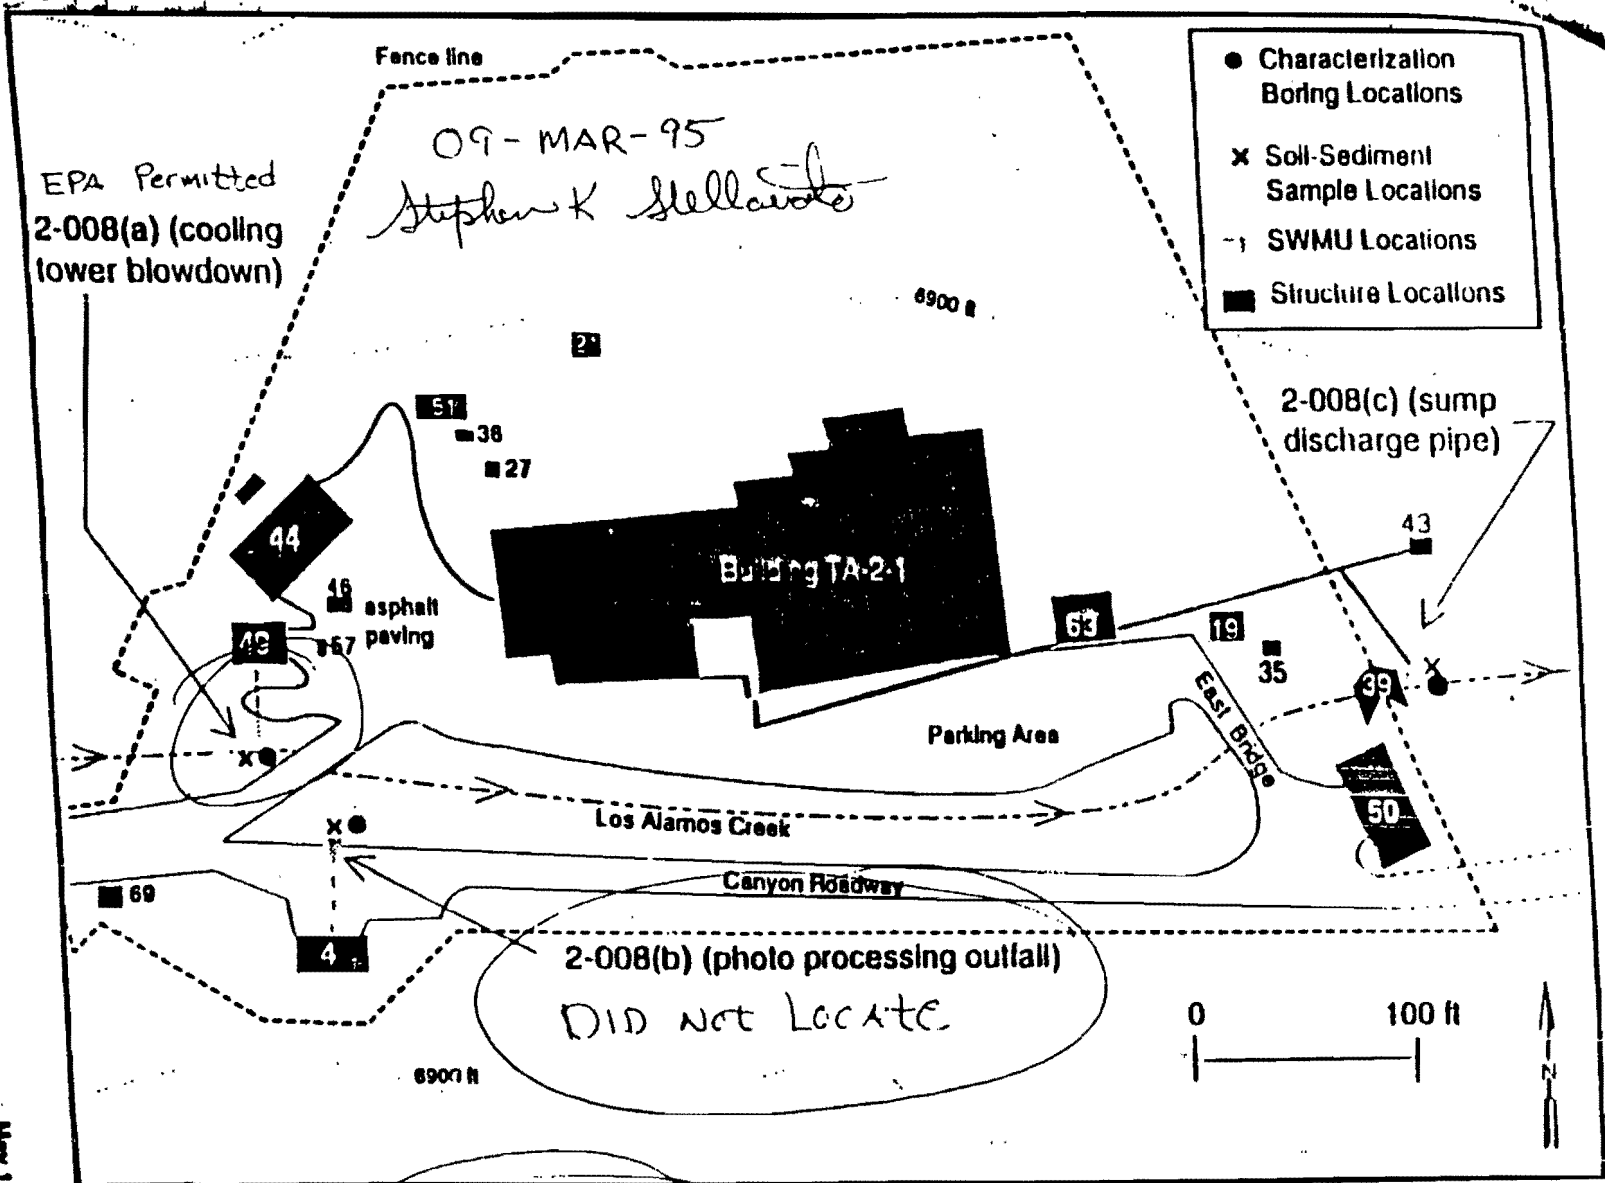 Fence line
09-MAR-95
Stephen K Stellavato
EPA Permitted
2-008(a) (cooling
tower blowdown)
Characterization
Boring Locations
x Soil-Sediment
Sample Locations
SWMU Locations
Structure Locations
6900 ft
2-008(c) (sump
discharge pipe)
51
38
27
44
43
Building TA-2-1
46
asphalt
paving
49
57
63
19
35
39
East Bridge
Parking Area
50
Los Alamos Creek
Canyon Roadway
69
4
2-008(b) (photo processing outfall)
DID NOT LOCATE
0
100 ft
6900 ft
N